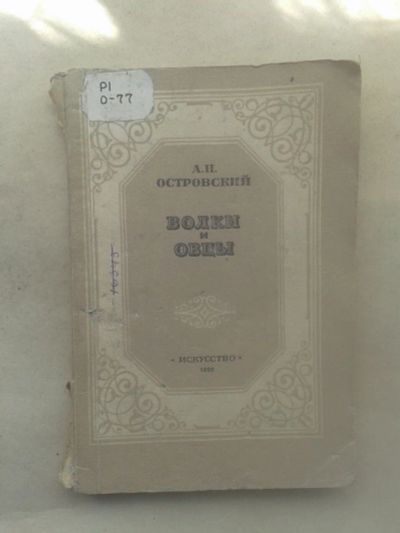 Р1
О-77
А.Н.
ОСТРОВСКИЙ
ВОЛКИ
И
ОВЦЫ
• ИСКУССТВО •